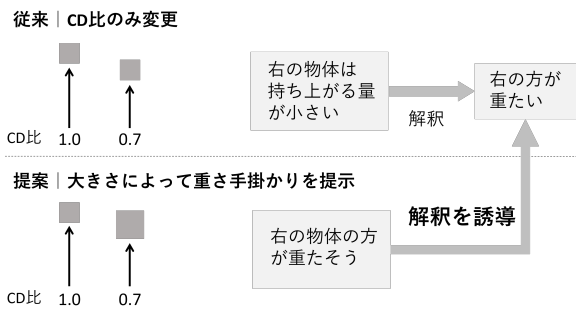 従来｜CD比のみ変更
CD比
1.0
0.7
右の物体は
持ち上がる量
が小さい
解釈
右の方が
重たい
提案｜大きさによって重さ手掛かりを提示
CD比
1.0
0.7
右の物体の方
が重たそう
解釈を誘導